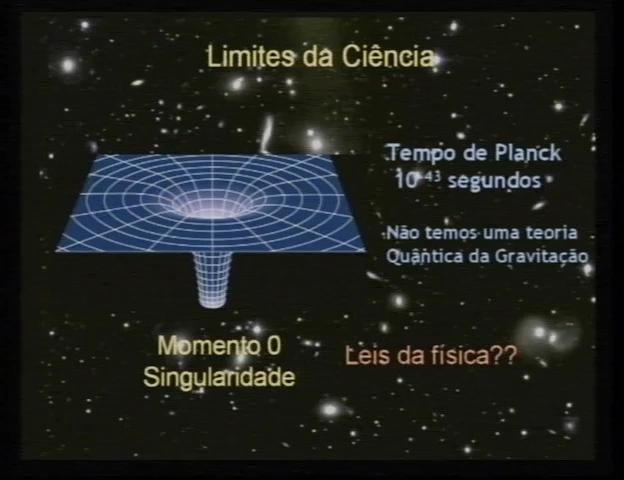 Limites da Ciência
Tempo de Planck
10⁻⁴³ segundos
Não temos uma teoria
Quântica da Gravitação
Momento 0
Singularidade
Leis da física??